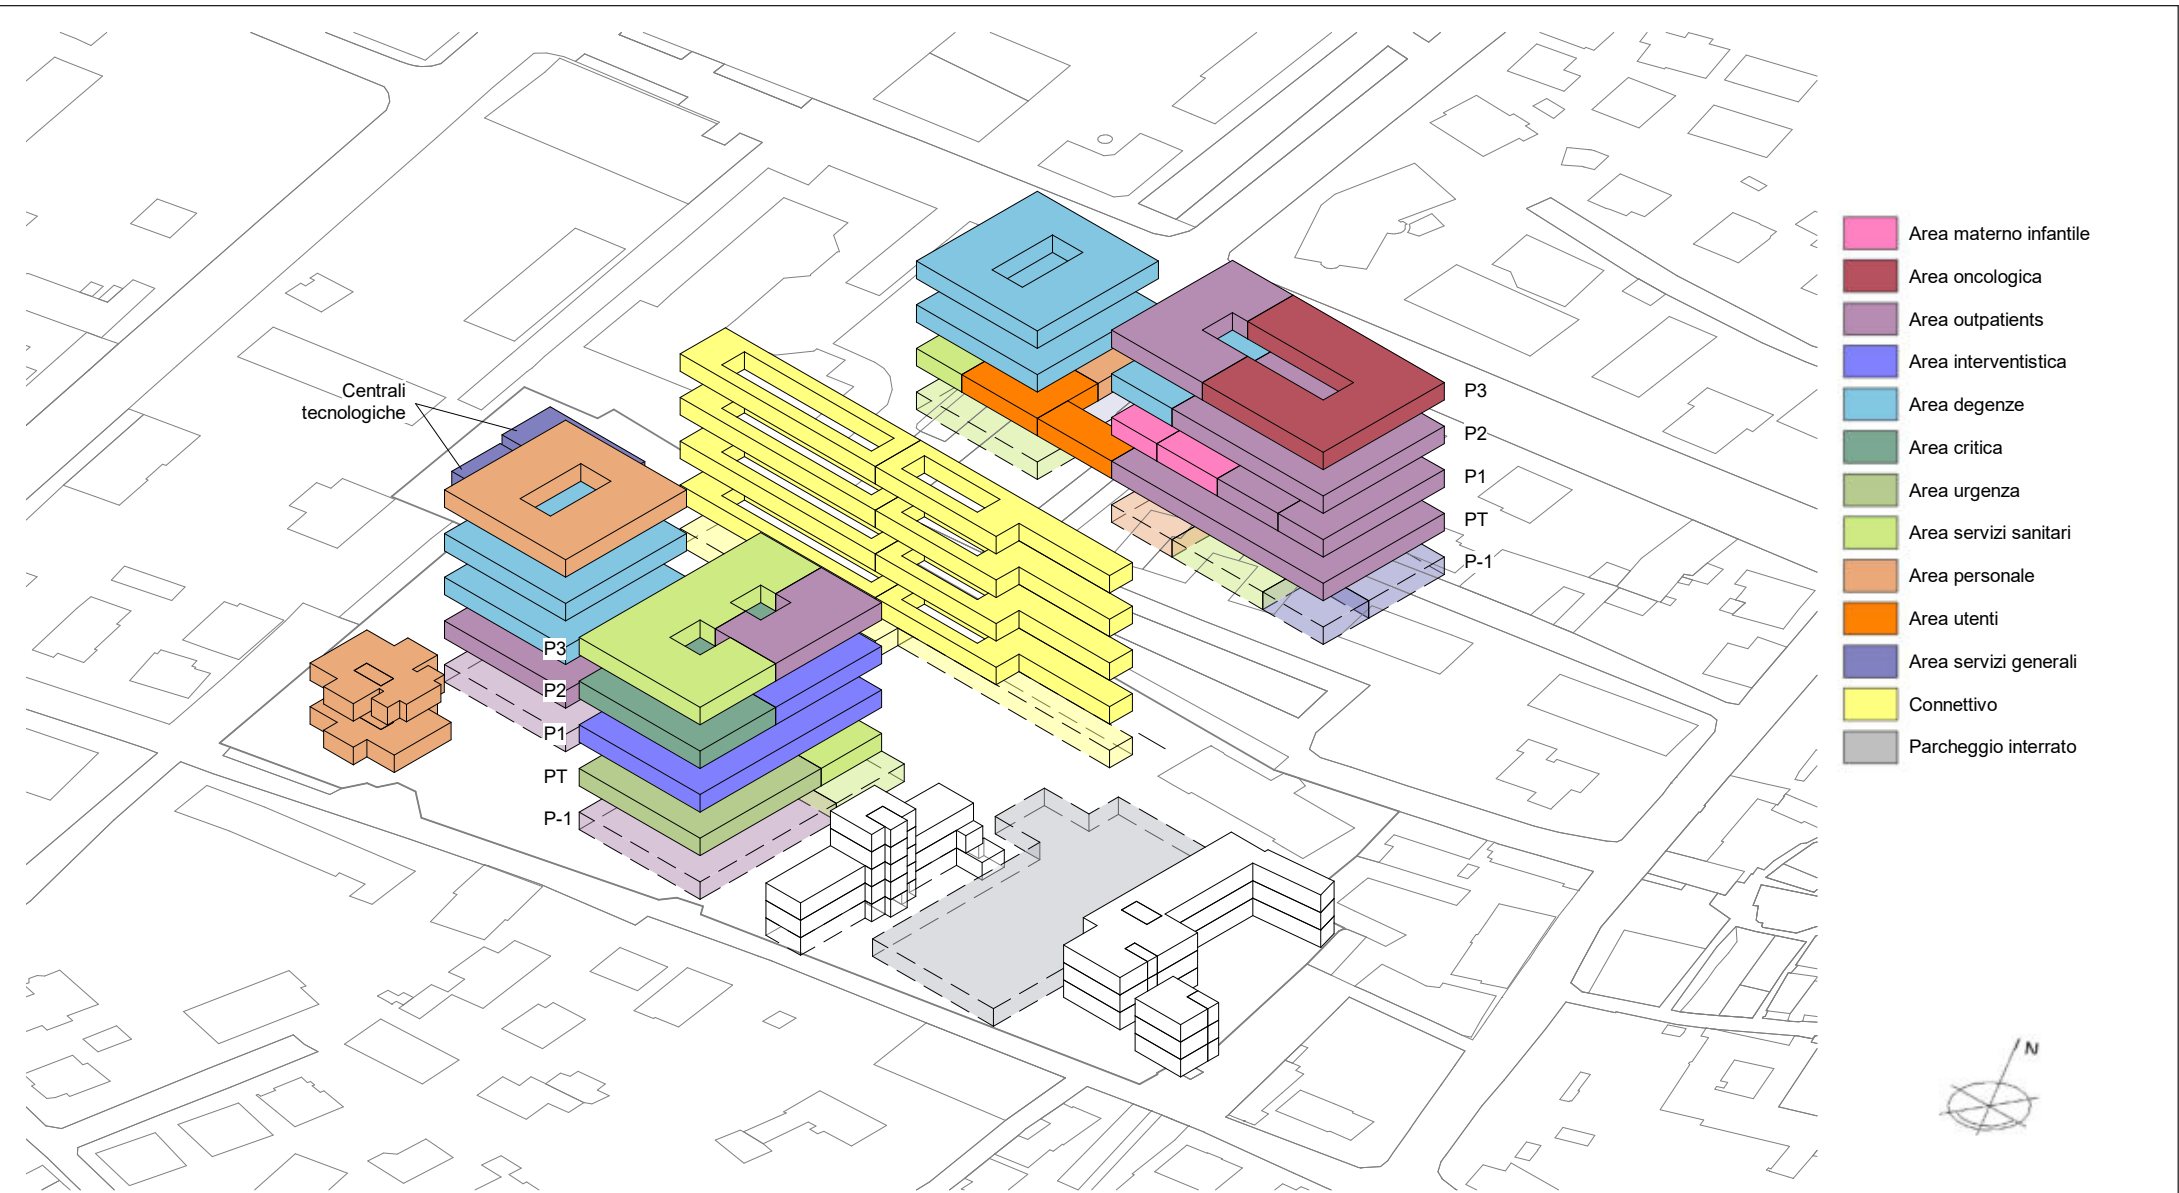 Centrali
tecnologiche
P3
P2
P1
PT
P-1
P3
P2
P1
PT
P-1
Area materno infantile
Area oncologica
Area outpatients
Area interventistica
Area degenze
Area critica
Area urgenza
Area servizi sanitari
Area personale
Area utenti
Area servizi generali
Connettivo
Parcheggio interrato
N